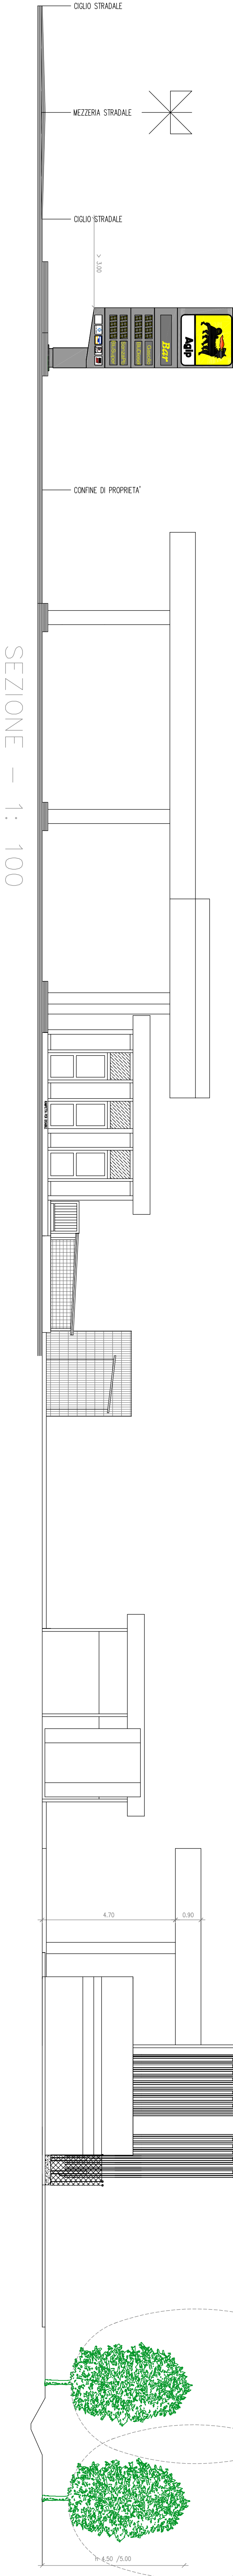 CIGLIO STRADALE
MEZZERIA STRADALE
CIGLIO STRADALE
> 3.00
Agip
Bar
CONFINE DI PROPRIETA'
SEZIONE - 1: 100
4.70
0.90
h 4.50 /5.00